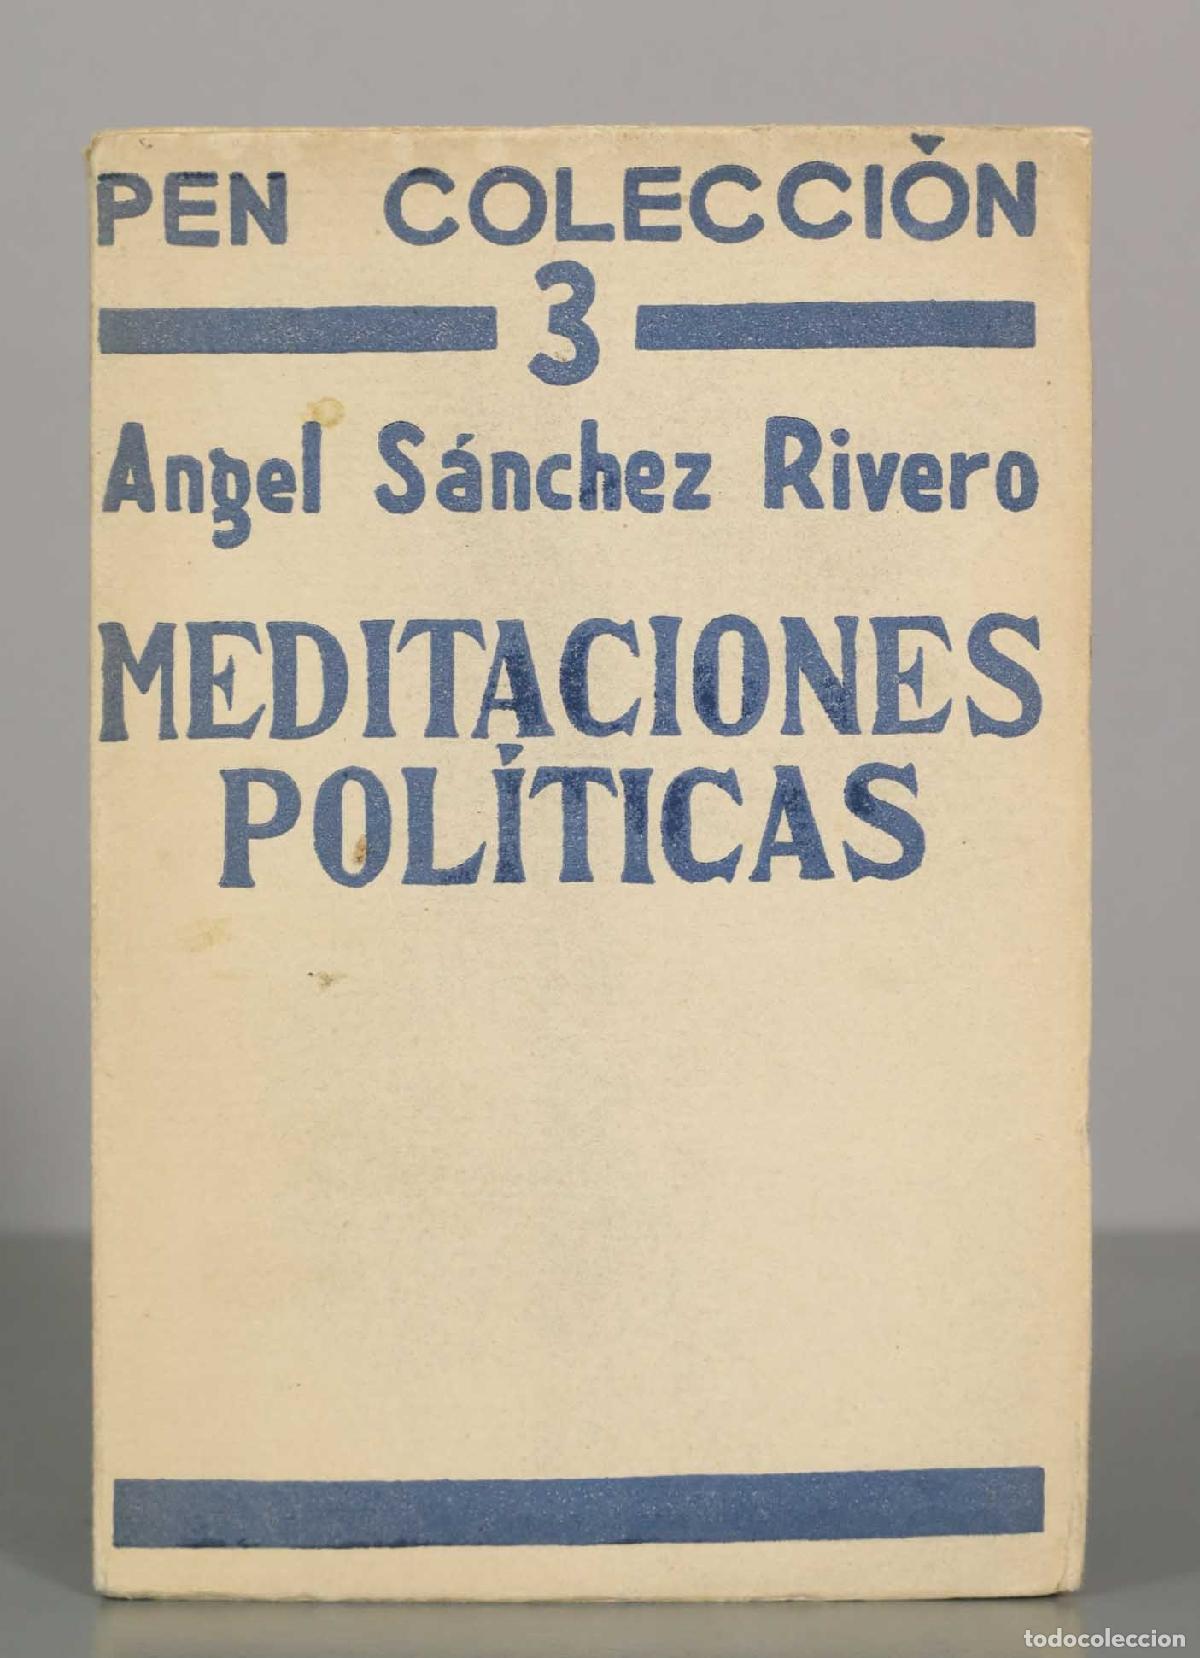 PEN COLECCIÓN
3
Angel Sánchez Rivero
MEDITACIONES
POLÍTICAS
todocoleccion